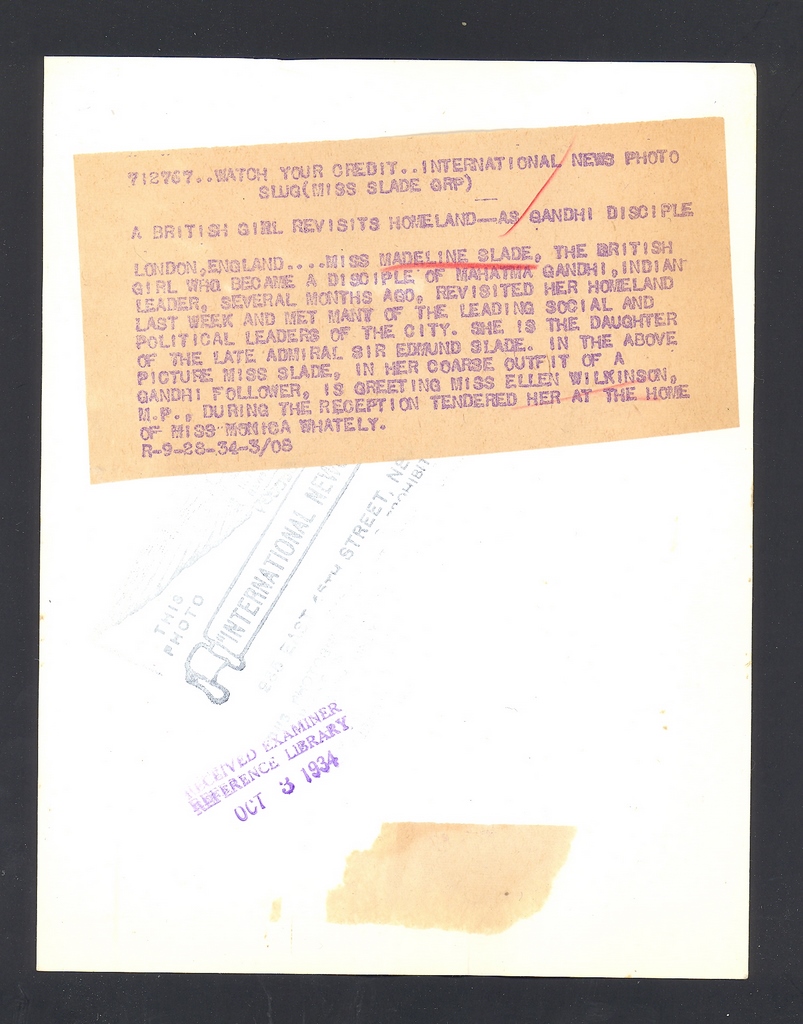 712767..WATCH YOUR CREDIT..INTERNATIONAL NEWS PHOTO
SLUG(MISS SLADE GRP)
A BRITISH GIRL REVISITS HOMELAND--AS GANDHI DISCIPLE
LONDON,ENGLAND....MISS MADELINE SLADE, THE BRITISH
GIRL WHO BECAME A DISCIPLE OF MAHATMA GANDHI, INDIAN
LEADER, SEVERAL MONTHS AGO, REVISITED HER HOMELAND
LAST WEEK AND MET MANY OF THE LEADING SOCIAL AND
POLITICAL LEADERS OF THE CITY. SHE IS THE DAUGHTER
OF THE LATE ADMIRAL SIR EDMUND SLADE. IN THE ABOVE
PICTURE MISS SLADE, IN HER COARSE OUTFIT OF A
GANDHI FOLLOWER, IS GREETING MISS ELLEN WILKINSON,
M.P., DURING THE RECEPTION TENDERED HER AT THE HOME
OF MISS MONICA WHATELY.
R-9-28-34-3/08
THIS
PHOTO
INTERNATIONAL NEW
EAST 45TH STREET, NE
PROHIBIT
RECEIVED EXAMINER
REFERENCE LIBRARY
OCT 3 1934